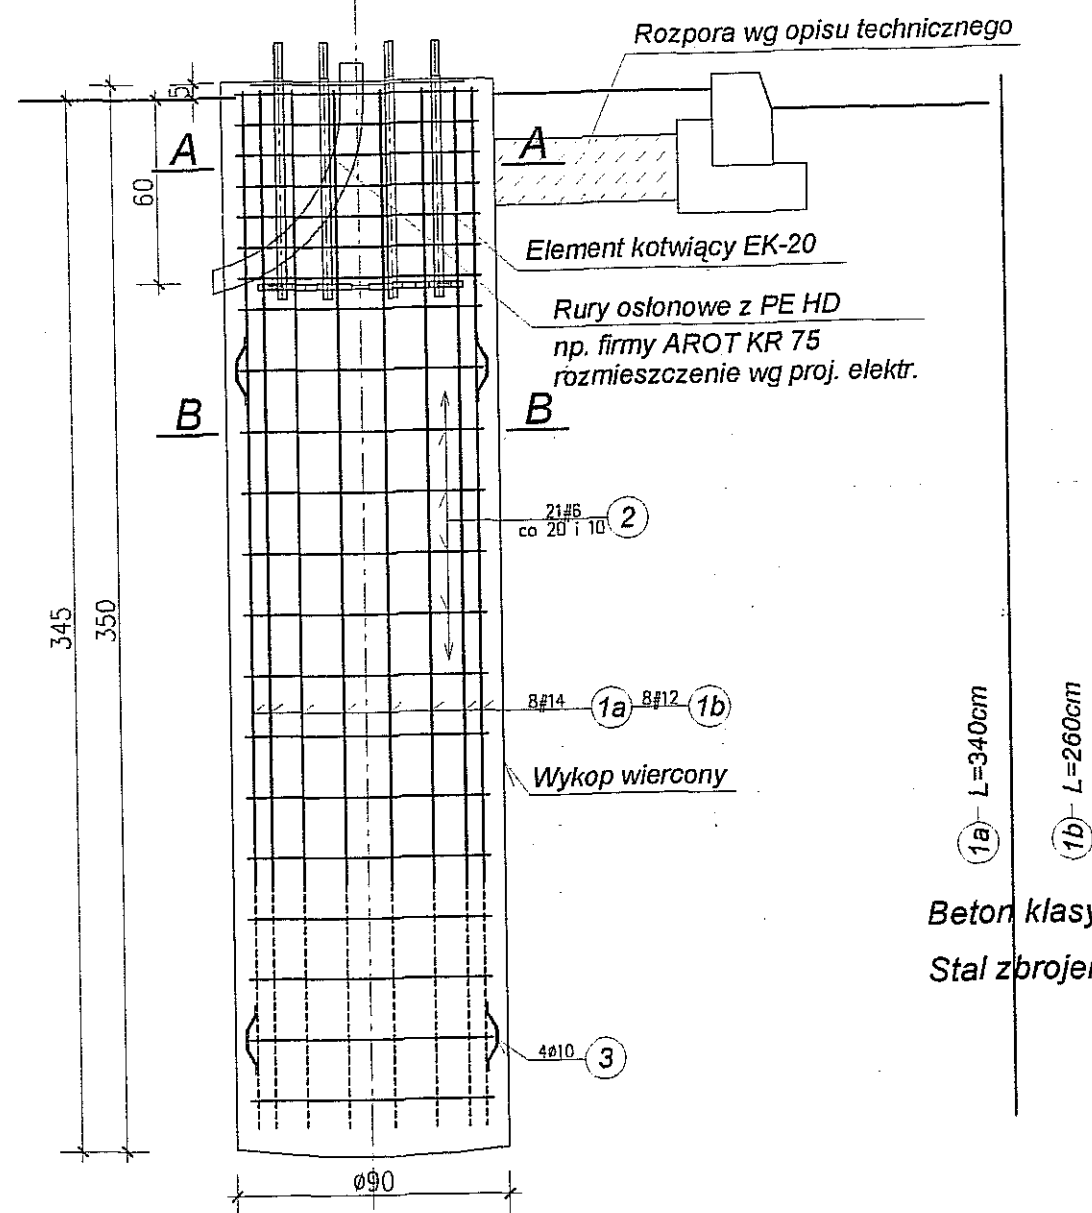 Rozpora wg opisu technicznego
5
A
A
60
Element kotwiący EK-20
Rury osłonowe z PE HD
np. firmy AROT KR 75
rozmieszczenie wg proj. elektr.
B
B
21#6
co 20 i 10
2
345
350
8#14
1a
8#12
1b
Wykop wiercony
1a L=340cm
1b L=260cm
Beton klasy
Stal zbrojer
4ø10
3
ø90